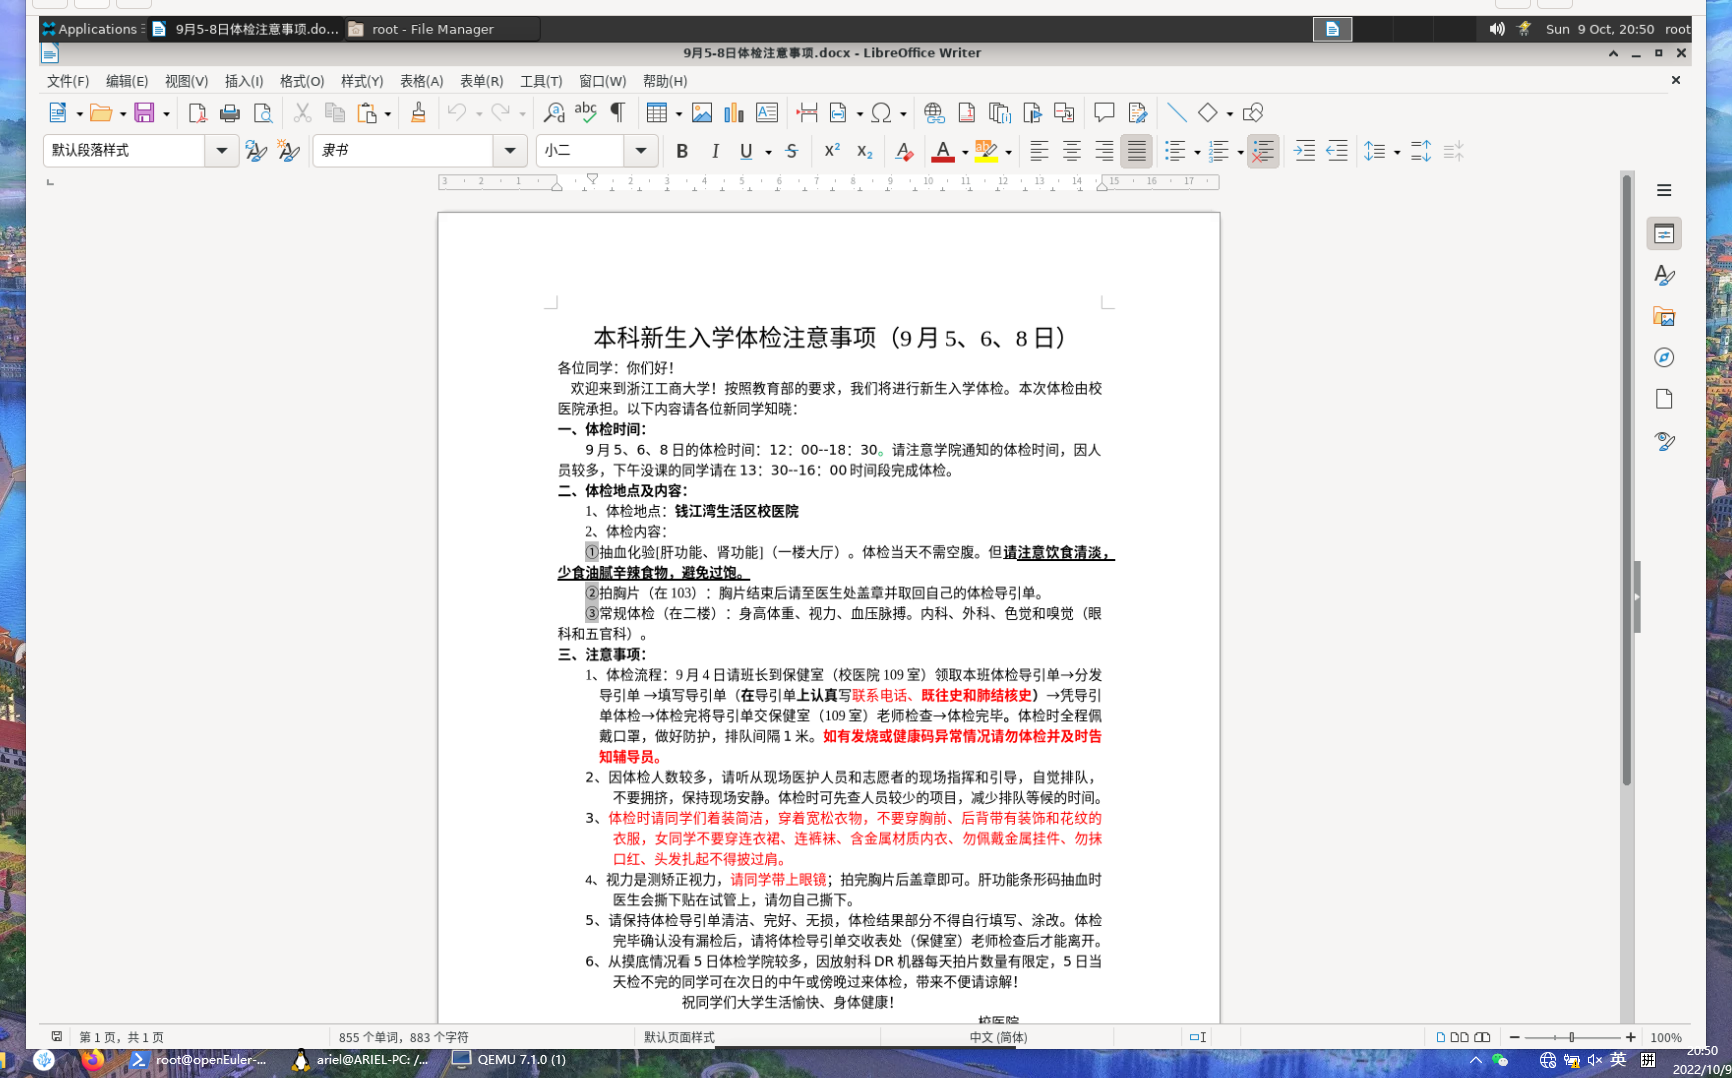 Applications
9月5-8日体检注意事项.do...
root - File Manager
Sun 9 Oct, 20:50
root
9月5-8日体检注意事项.docx - LibreOffice Writer
文件(F) 编辑(E) 视图(V) 插入(I) 格式(O) 样式(Y) 表格(A) 表单(R) 工具(T) 窗口(W) 帮助(H)
默认段落样式 隶书 小二
3 2 1 1 2 3 4 5 6 7 8 9 10 11 12 13 14 15 16 17
本科新生入学体检注意事项（9月5、6、8日）
各位同学：你们好！
欢迎来到浙江工商大学！按照教育部的要求，我们将进行新生入学体检。本次体检由校
医院承担。以下内容请各位新同学知晓：
一、体检时间：
9月5、6、8日的体检时间：12：00--18：30。请注意学院通知的体检时间，因人
员较多，下午没课的同学请在13：30--16：00时间段完成体检。
二、体检地点及内容：
1、体检地点：钱江湾生活区校医院
2、体检内容：
①抽血化验[肝功能、肾功能]（一楼大厅）。体检当天不需空腹。但请注意饮食清淡，
少食油腻辛辣食物，避免过饱。
②拍胸片（在103）：胸片结束后请至医生处盖章并取回自己的体检导引单。
③常规体检（在二楼）：身高体重、视力、血压脉搏。内科、外科、色觉和嗅觉（眼
科和五官科）。
三、注意事项：
1、体检流程：9月4日请班长到保健室（校医院109室）领取本班体检导引单→分发
导引单→填写导引单（在导引单上认真写联系电话、既往史和肺结核史）→凭导引
单体检→体检完将导引单交保健室（109室）老师检查→体检完毕。体检时全程佩
戴口罩，做好防护，排队间隔1米。如有发烧或健康码异常情况请勿体检并及时告
知辅导员。
2、因体检人数较多，请听从现场医护人员和志愿者的现场指挥和引导，自觉排队，
不要拥挤，保持现场安静。体检时可先查人员较少的项目，减少排队等候的时间。
3、体检时请同学们着装简洁，穿着宽松衣物，不要穿胸前、后背带有装饰和花纹的
衣服，女同学不要穿连衣裙、连裤袜、含金属材质内衣、勿佩戴金属挂件、勿抹
口红、头发扎起不得披过肩。
4、视力是测矫正视力，请同学带上眼镜；拍完胸片后盖章即可。肝功能条形码抽血时
医生会撕下贴在试管上，请勿自己撕下。
5、请保持体检导引单清洁、完好、无损，体检结果部分不得自行填写、涂改。体检
完毕确认没有漏检后，请将体检导引单交收表处（保健室）老师检查后才能离开。
6、从摸底情况看5日体检学院较多，因放射科DR机器每天拍片数量有限定，5日当
天检不完的同学可在次日的中午或傍晚过来体检，带来不便请谅解！
祝同学们大学生活愉快、身体健康！
校医院
第1页，共1页 855个单词，883个字符 默认页面样式 中文 (简体) 100%
root@openEuler-... ariel@ARIEL-PC: /... QEMU 7.1.0 (1) 英 拼 20:50
2022/10/9